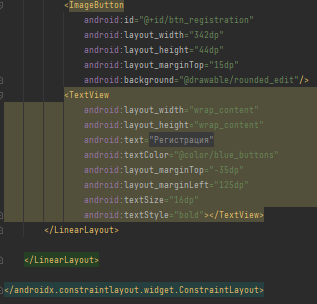 <ImageButton
android:id="@+id/btn_registration"
android:layout_width="342dp"
android:layout_height="44dp"
android:layout_marginTop="15dp"
android:background="@drawable/rounded_edit"/>
<TextView
android:layout_width="wrap_content"
android:layout_height="wrap_content"
android:text="Регистрация"
android:textColor="@color/blue_buttons"
android:layout_marginTop="-35dp"
android:layout_marginLeft="125dp"
android:textSize="16dp"
android:textStyle="bold"></TextView>
</LinearLayout>
</LinearLayout>
</androidx.constraintlayout.widget.ConstraintLayout>